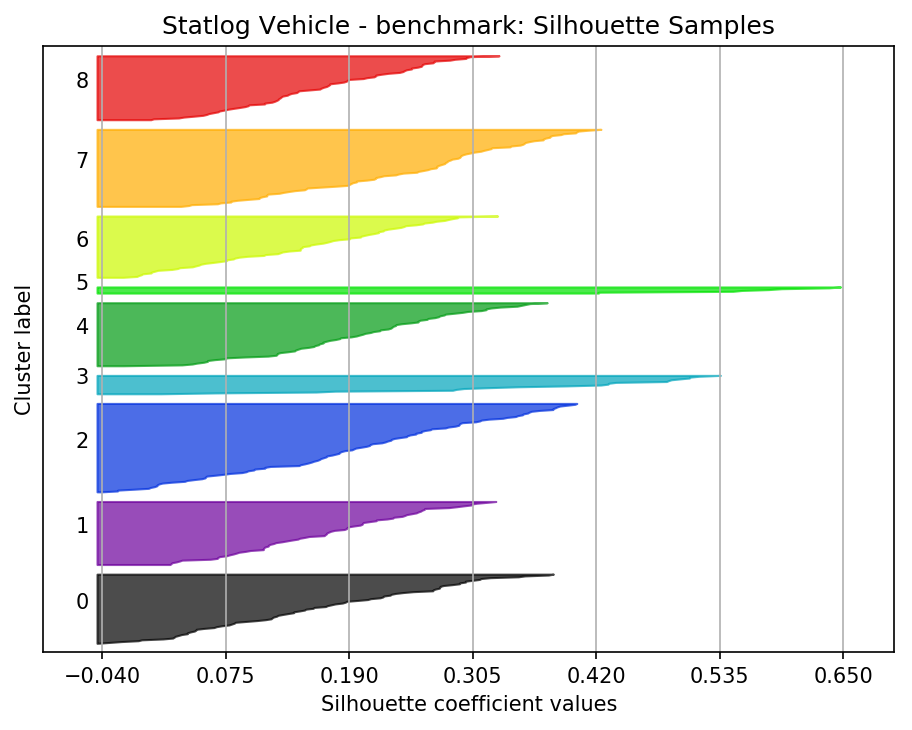 Statlog Vehicle - benchmark: Silhouette Samples
8
7
6
5
4
3
2
1
0
Cluster label
−0.040 0.075 0.190 0.305 0.420 0.535 0.650
Silhouette coefficient values